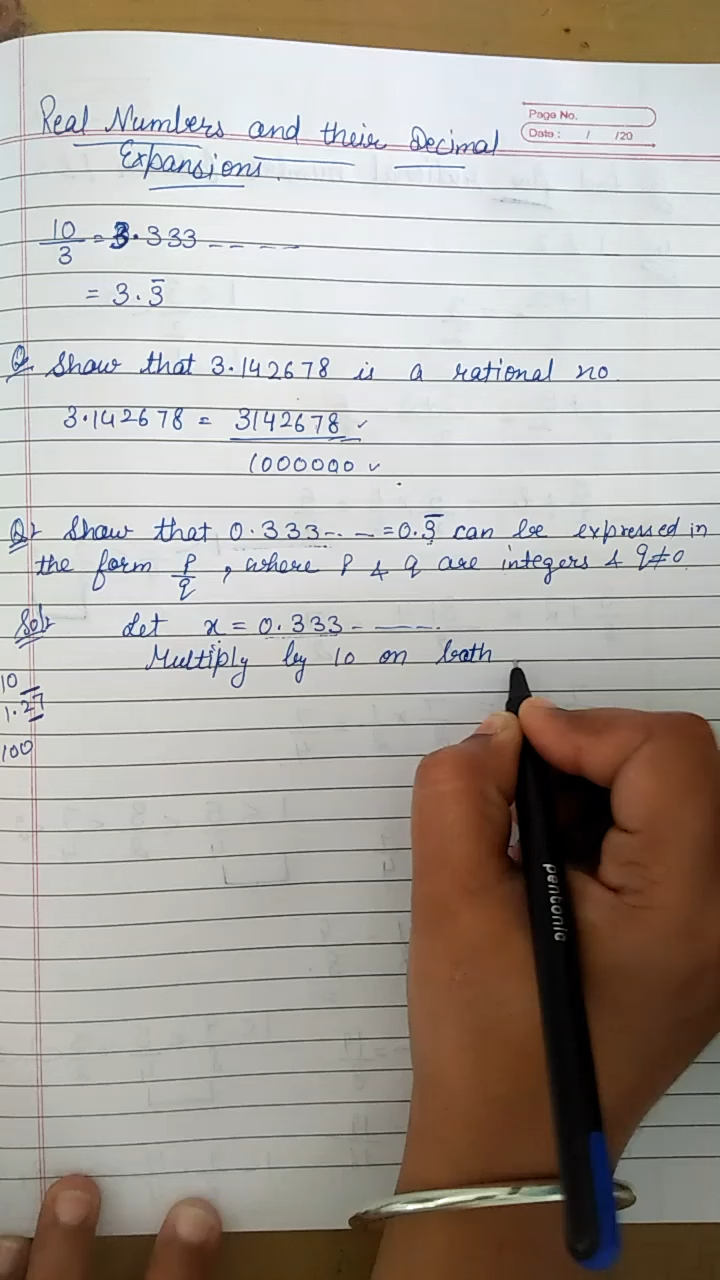 Real Numbers and their Decimal
Expansions.
Page No.
Date : / /20
10/3 = 3.333-- — —
= 3.3̄
Q. Show that 3.142678 is a rational no.
3.142678 = 3142678 ✓
1000000 ✓
Q2 Show that 0.333-.- — = 0.3̄ can be expressed in
the form P/q, where P & q are integers & q≠0
Sol:- Let x = 0.333- — —.
Multiply by 10 on both
10
1.27
100
pentonic